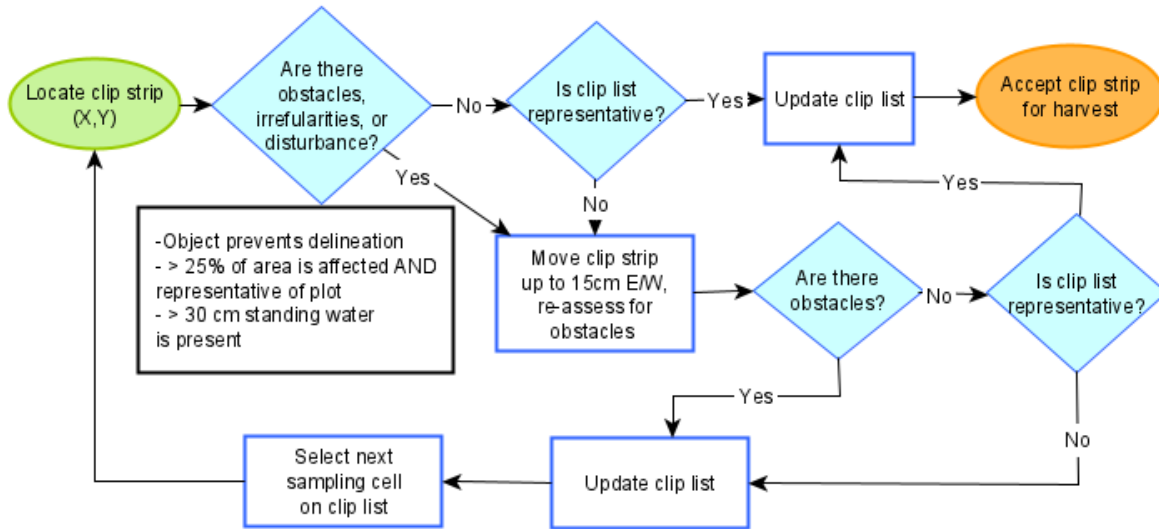 Locate clip strip
(X,Y)
Are there
obstacles,
irrefularities, or
disturbance?
No
Is clip list
representative?
Yes
Update clip list
Accept clip strip
for harvest
Yes
No
Yes
-Object prevents delineation
- > 25% of area is affected AND
representative of plot
- > 30 cm standing water
is present
Move clip strip
up to 15cm E/W,
re-assess for
obstacles
Are there
obstacles?
No
Is clip list
representative?
Yes
No
Select next
sampling cell
on clip list
Update clip list